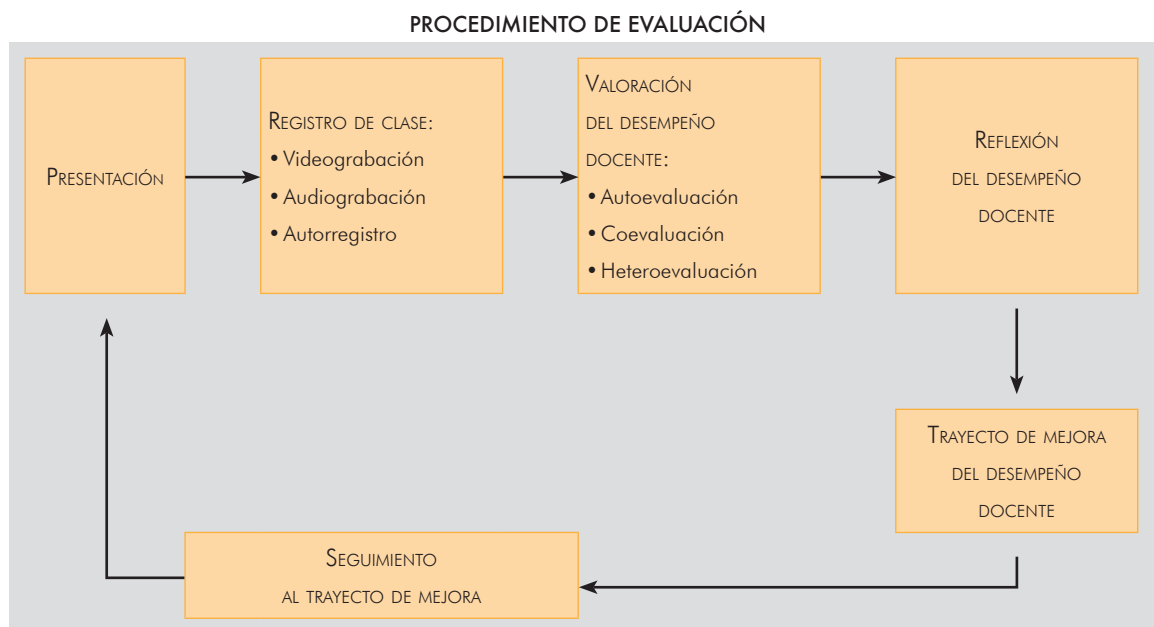 PROCEDIMIENTO DE EVALUACIÓN
PRESENTACIÓN
REGISTRO DE CLASE:
• Videograbación
• Audiograbación
• Autorregistro
VALORACIÓN
DEL DESEMPEÑO
DOCENTE:
• Autoevaluación
• Coevaluación
• Heteroevaluación
REFLEXIÓN
DEL DESEMPEÑO
DOCENTE
TRAYECTO DE MEJORA
DEL DESEMPEÑO
DOCENTE
SEGUIMIENTO
AL TRAYECTO DE MEJORA